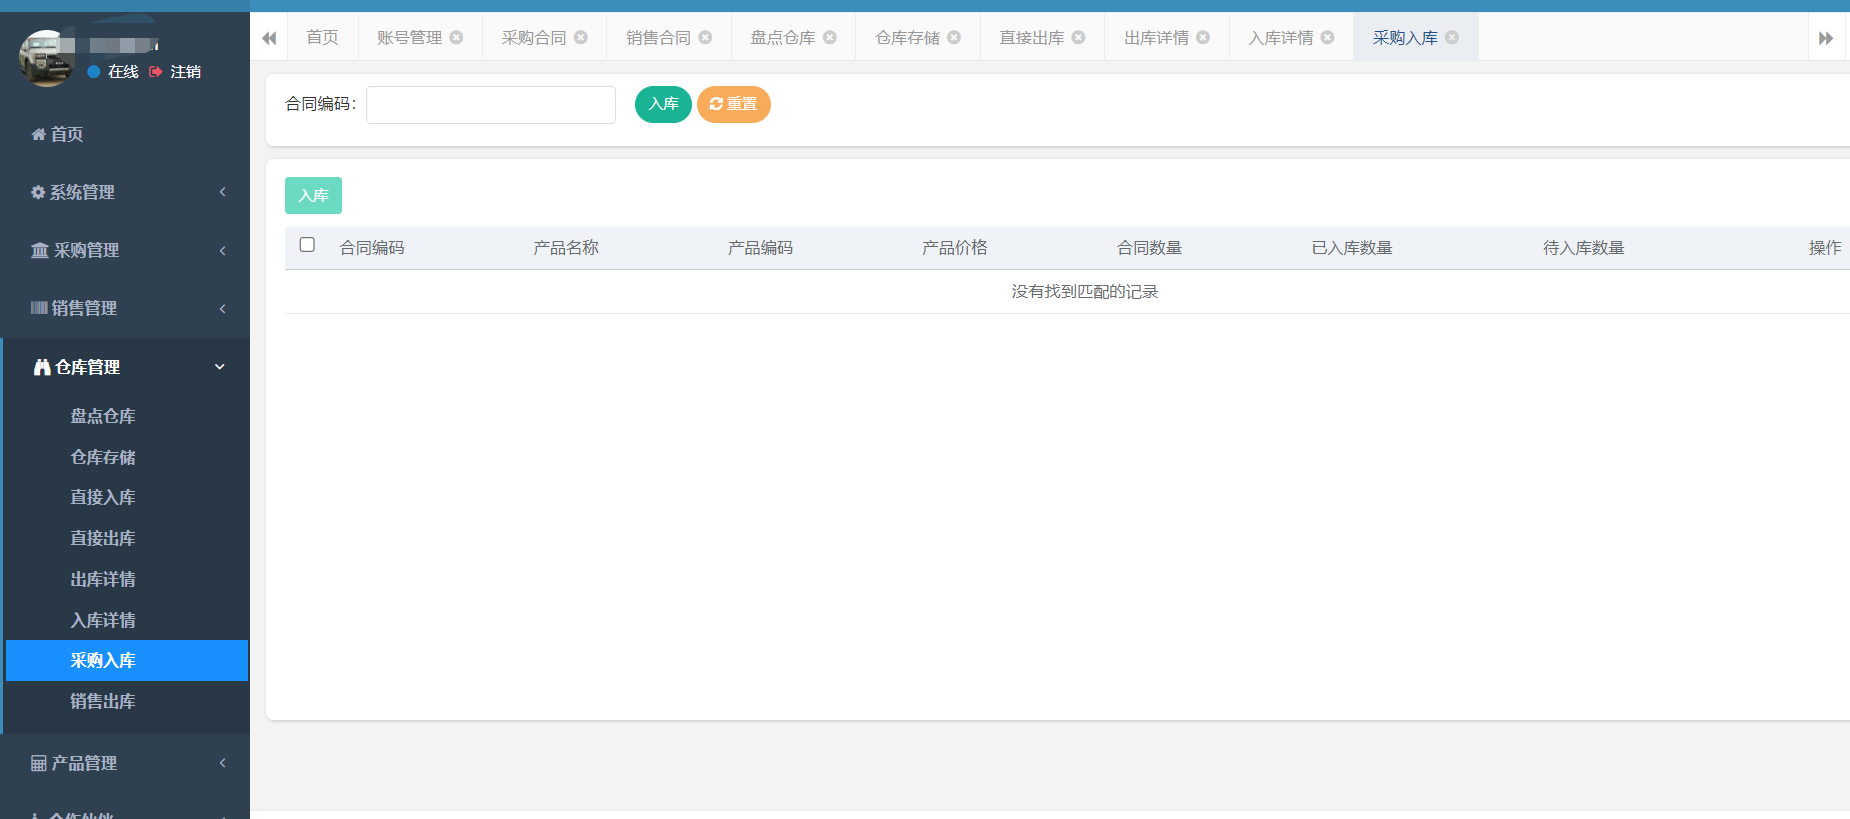 在线 注销
首页
系统管理
采购管理
销售管理
仓库管理
盘点仓库
仓库存储
直接入库
直接出库
出库详情
入库详情
采购入库
销售出库
产品管理
首页 账号管理 采购合同 销售合同 盘点仓库 仓库存储 直接出库 出库详情 入库详情 采购入库
合同编码： 入库 重置
入库
合同编码 产品名称 产品编码 产品价格 合同数量 已入库数量 待入库数量 操作
没有找到匹配的记录